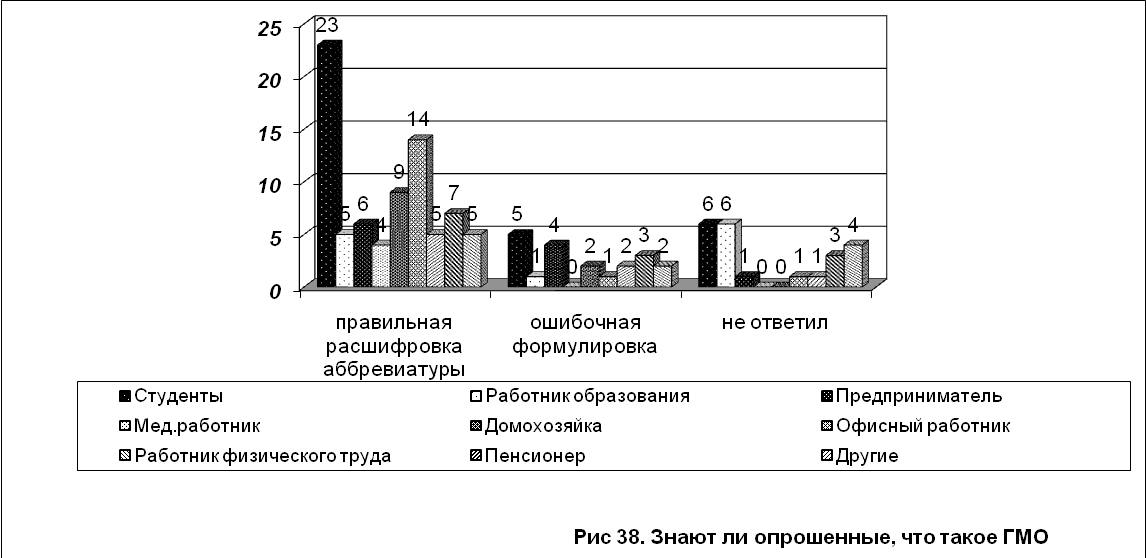 25
20
15
10
5
0
23
5
6
4
9
14
5
7
5
5
1
4
0
2
1
2
3
2
6
6
1
0
0
1
1
3
4
правильная
расшифровка
аббревиатуры
ошибочная
формулировка
не ответил
Студенты
Работник образования
Предприниматель
Мед.работник
Домохозяйка
Офисный работник
Работник физического труда
Пенсионер
Другие
Рис 38. Знают ли опрошенные, что такое ГМО